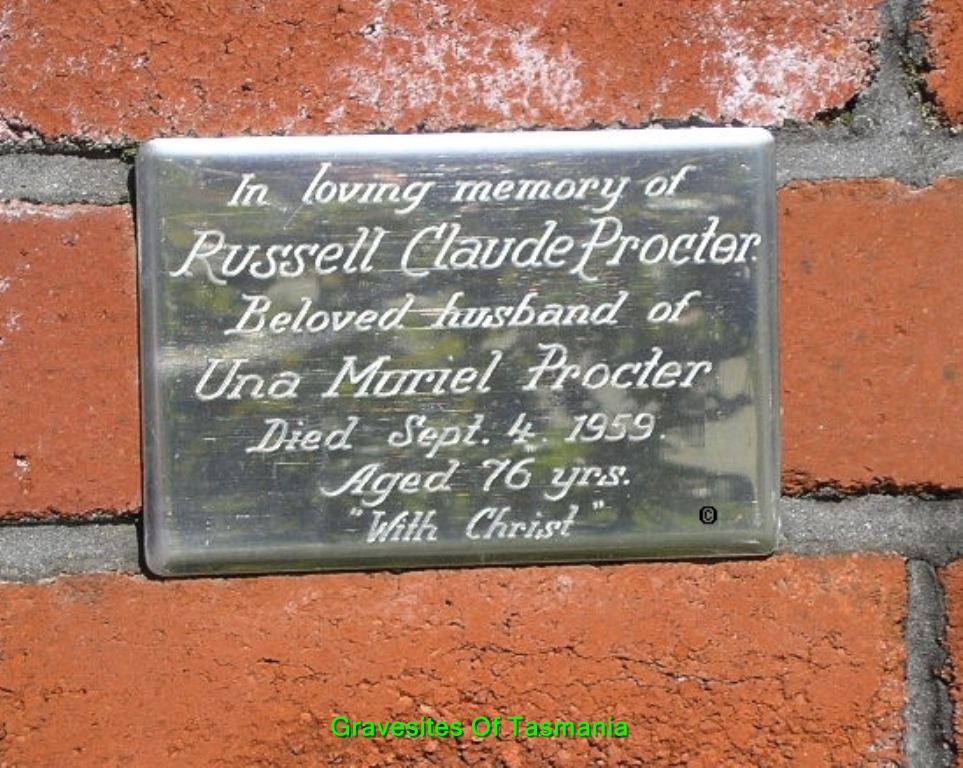 In loving memory of
Russell Claude Procter.
Beloved husband of
Una Muriel Procter
Died Sept. 4. 1959.
Aged 76 yrs.
"With Christ"
©
Gravesites Of Tasmania